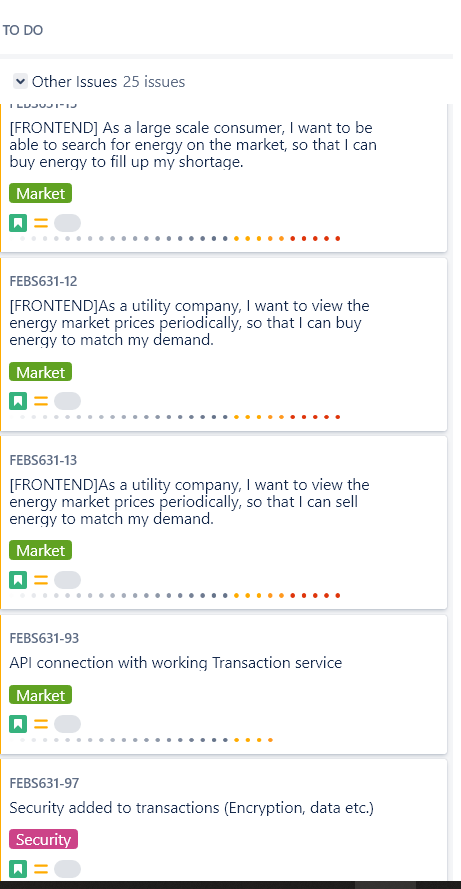 TO DO
Other Issues 25 issues
[FRONTEND] As a large scale consumer, I want to be
able to search for energy on the market, so that I can
buy energy to fill up my shortage.
Market
FEBS631-12
[FRONTEND]As a utility company, I want to view the
energy market prices periodically, so that I can buy
energy to match my demand.
Market
FEBS631-13
[FRONTEND]As a utility company, I want to view the
energy market prices periodically, so that I can sell
energy to match my demand.
Market
FEBS631-93
API connection with working Transaction service
Market
FEBS631-97
Security added to transactions (Encryption, data etc.)
Security